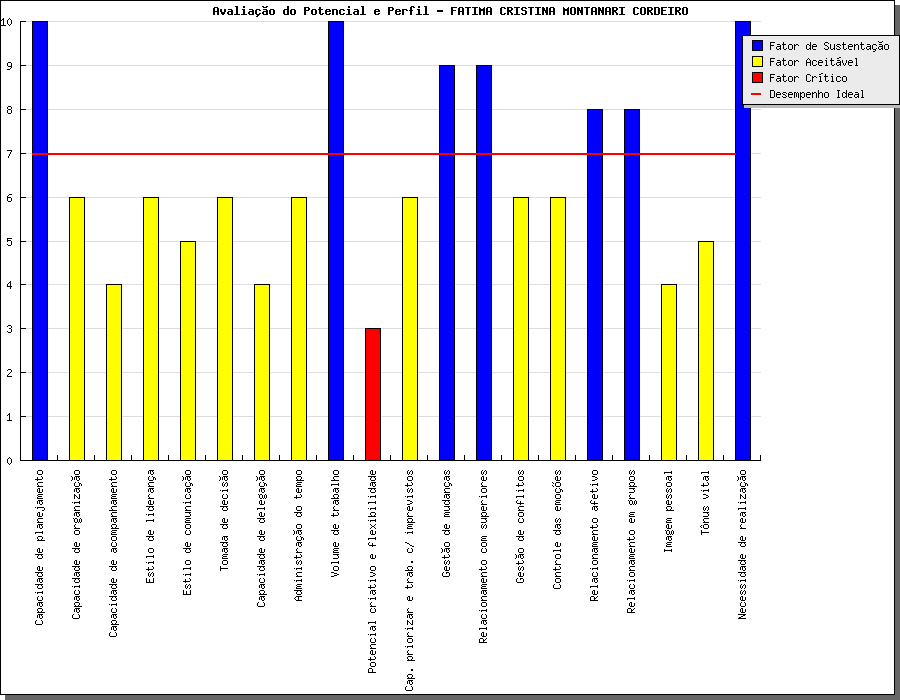 Avaliação do Potencial e Perfil - FATIMA CRISTINA MONTANARI CORDEIRO
Fator de Sustentação
Fator Aceitável
Fator Crítico
Desempenho Ideal
10
9
8
7
6
5
4
3
2
1
0
Capacidade de planejamento
Capacidade de organização
Capacidade de acompanhamento
Estilo de liderança
Estilo de comunicação
Tomada de decisão
Capacidade de delegação
Administração do tempo
Volume de trabalho
Potencial criativo e flexibilidade
Cap. priorizar e trab. c/ imprevistos
Gestão de mudanças
Relacionamento com superiores
Gestão de conflitos
Controle das emoções
Relacionamento afetivo
Relacionamento em grupos
Imagem pessoal
Tônus vital
Necessidade de realização